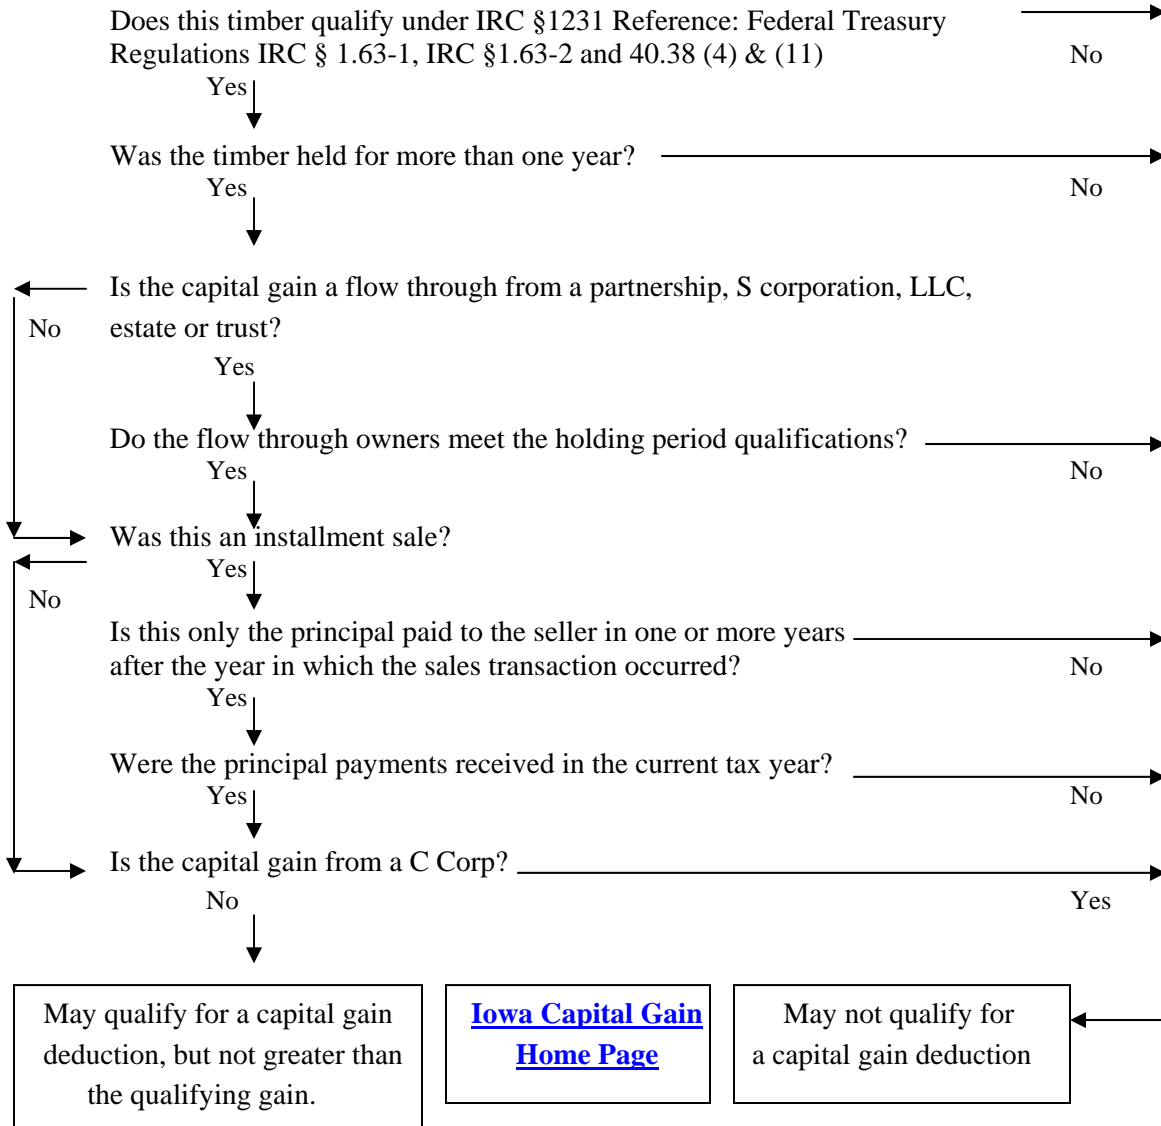 Does this timber qualify under IRC §1231 Reference: Federal Treasury
Regulations IRC § 1.63-1, IRC §1.63-2 and 40.38 (4) & (11)
No
Yes
Was the timber held for more than one year?
Yes
No
Is the capital gain a flow through from a partnership, S corporation, LLC,
No
estate or trust?
Yes
Do the flow through owners meet the holding period qualifications?
Yes
No
Was this an installment sale?
Yes
No
Is this only the principal paid to the seller in one or more years
after the year in which the sales transaction occurred?
No
Yes
Were the principal payments received in the current tax year?
Yes
No
Is the capital gain from a C Corp?
No
Yes
May qualify for a capital gain
deduction, but not greater than
the qualifying gain.
Iowa Capital Gain
Home Page
May not qualify for
a capital gain deduction